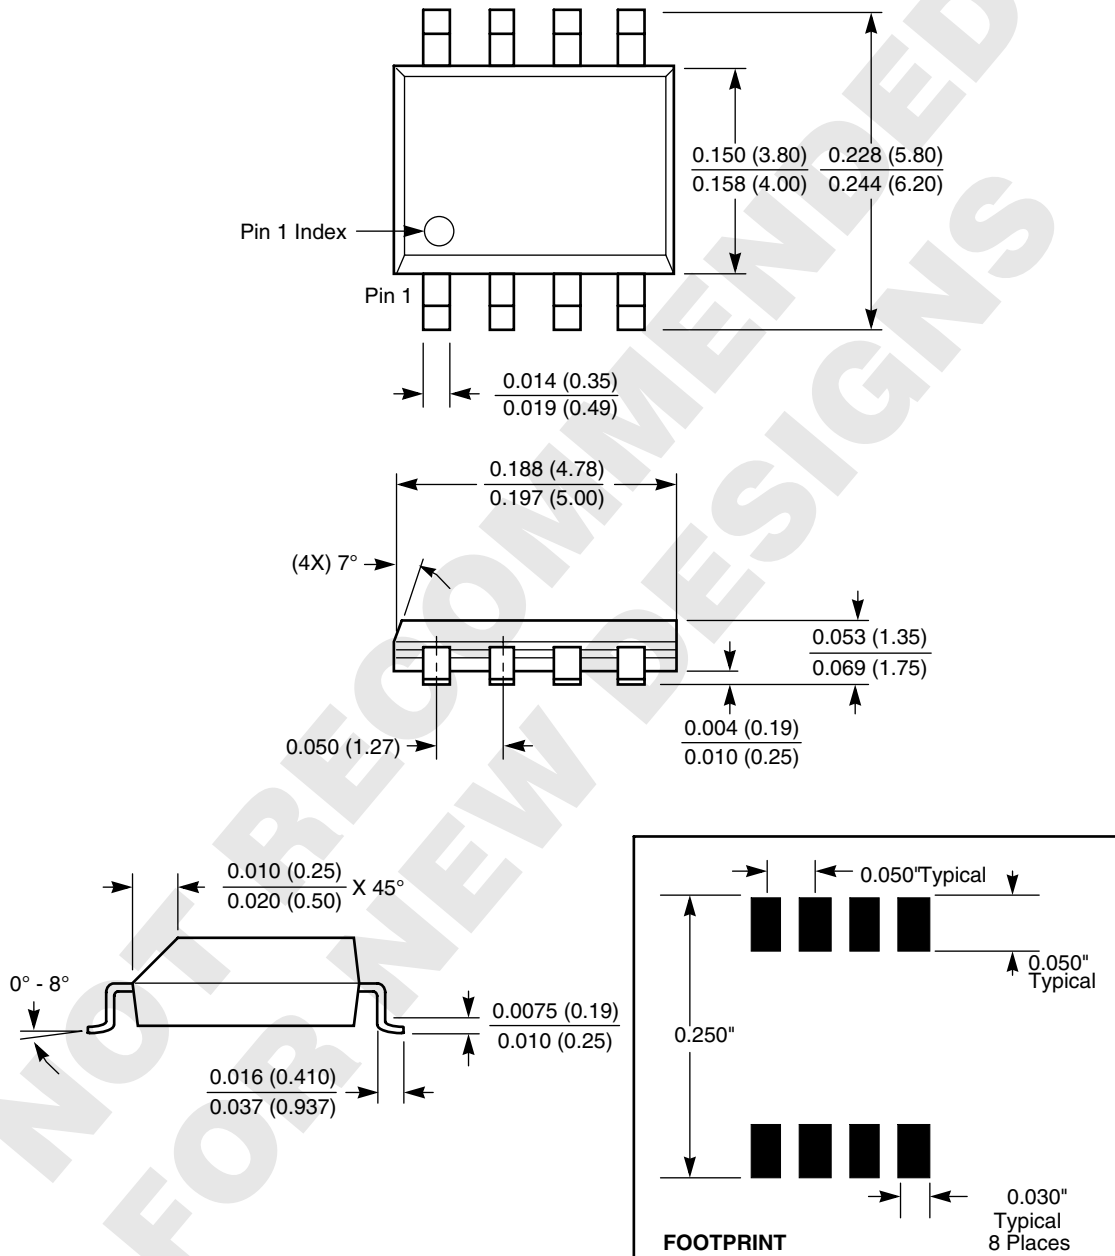 0.150 (3.80)
0.158 (4.00)
0.228 (5.80)
0.244 (6.20)
Pin 1 Index
Pin 1
0.014 (0.35)
0.019 (0.49)
0.188 (4.78)
0.197 (5.00)
(4X) 7°
0.053 (1.35)
0.069 (1.75)
0.004 (0.19)
0.010 (0.25)
0.050 (1.27)
0.010 (0.25)
0.020 (0.50)
X 45°
0° - 8°
0.0075 (0.19)
0.010 (0.25)
0.016 (0.410)
0.037 (0.937)
0.050"Typical
0.050"
Typical
0.250"
0.030"
Typical
8 Places
FOOTPRINT
NOT RECOMMENDED
FOR NEW DESIGNS